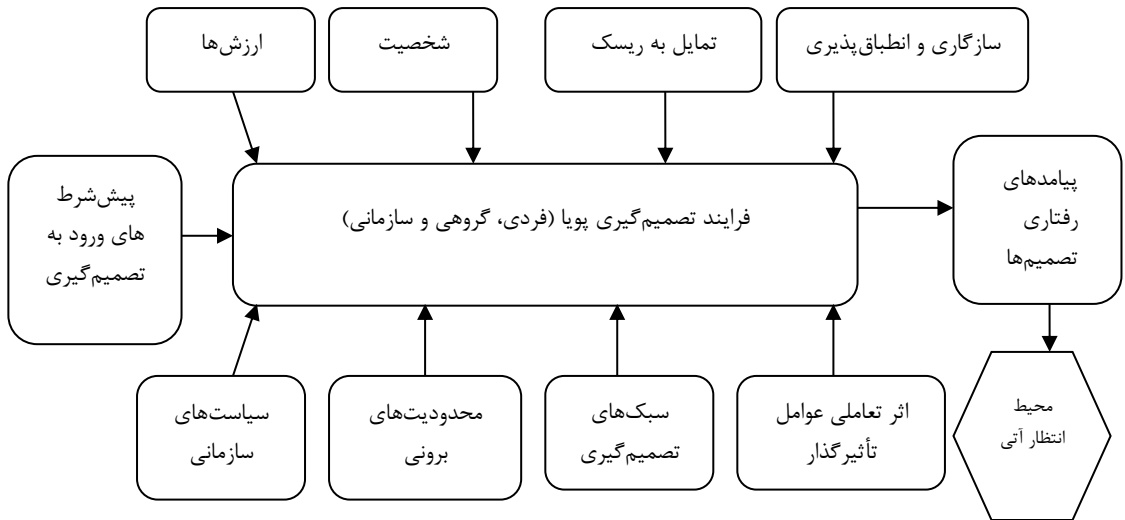 سازگاری و انطباق‌پذیری
تمایل به ریسک
شخصیت
ارزش‌ها
پیش‌شرط
های ورود به
تصمیم‌گیری
فرایند تصمیم‌گیری پویا (فردی، گروهی و سازمانی)
پیامدهای
رفتاری
تصمیم‌ها
اثر تعاملی عوامل
تأثیرگذار
سبک‌های
تصمیم‌گیری
محدودیت‌های
برونی
سیاست‌های
سازمانی
محیط
انتظار آتی